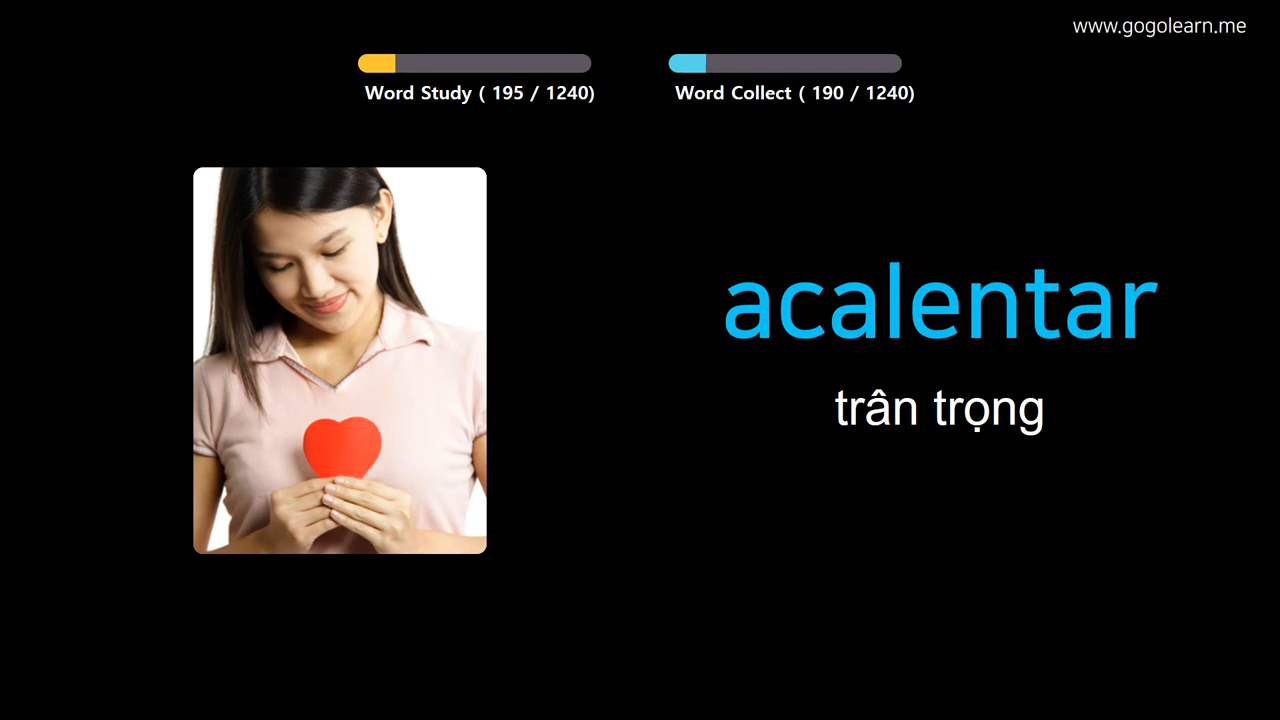 www.gogolearn.me
Word Study ( 195 / 1240)
Word Collect ( 190 / 1240)
acalentar
trân trọng